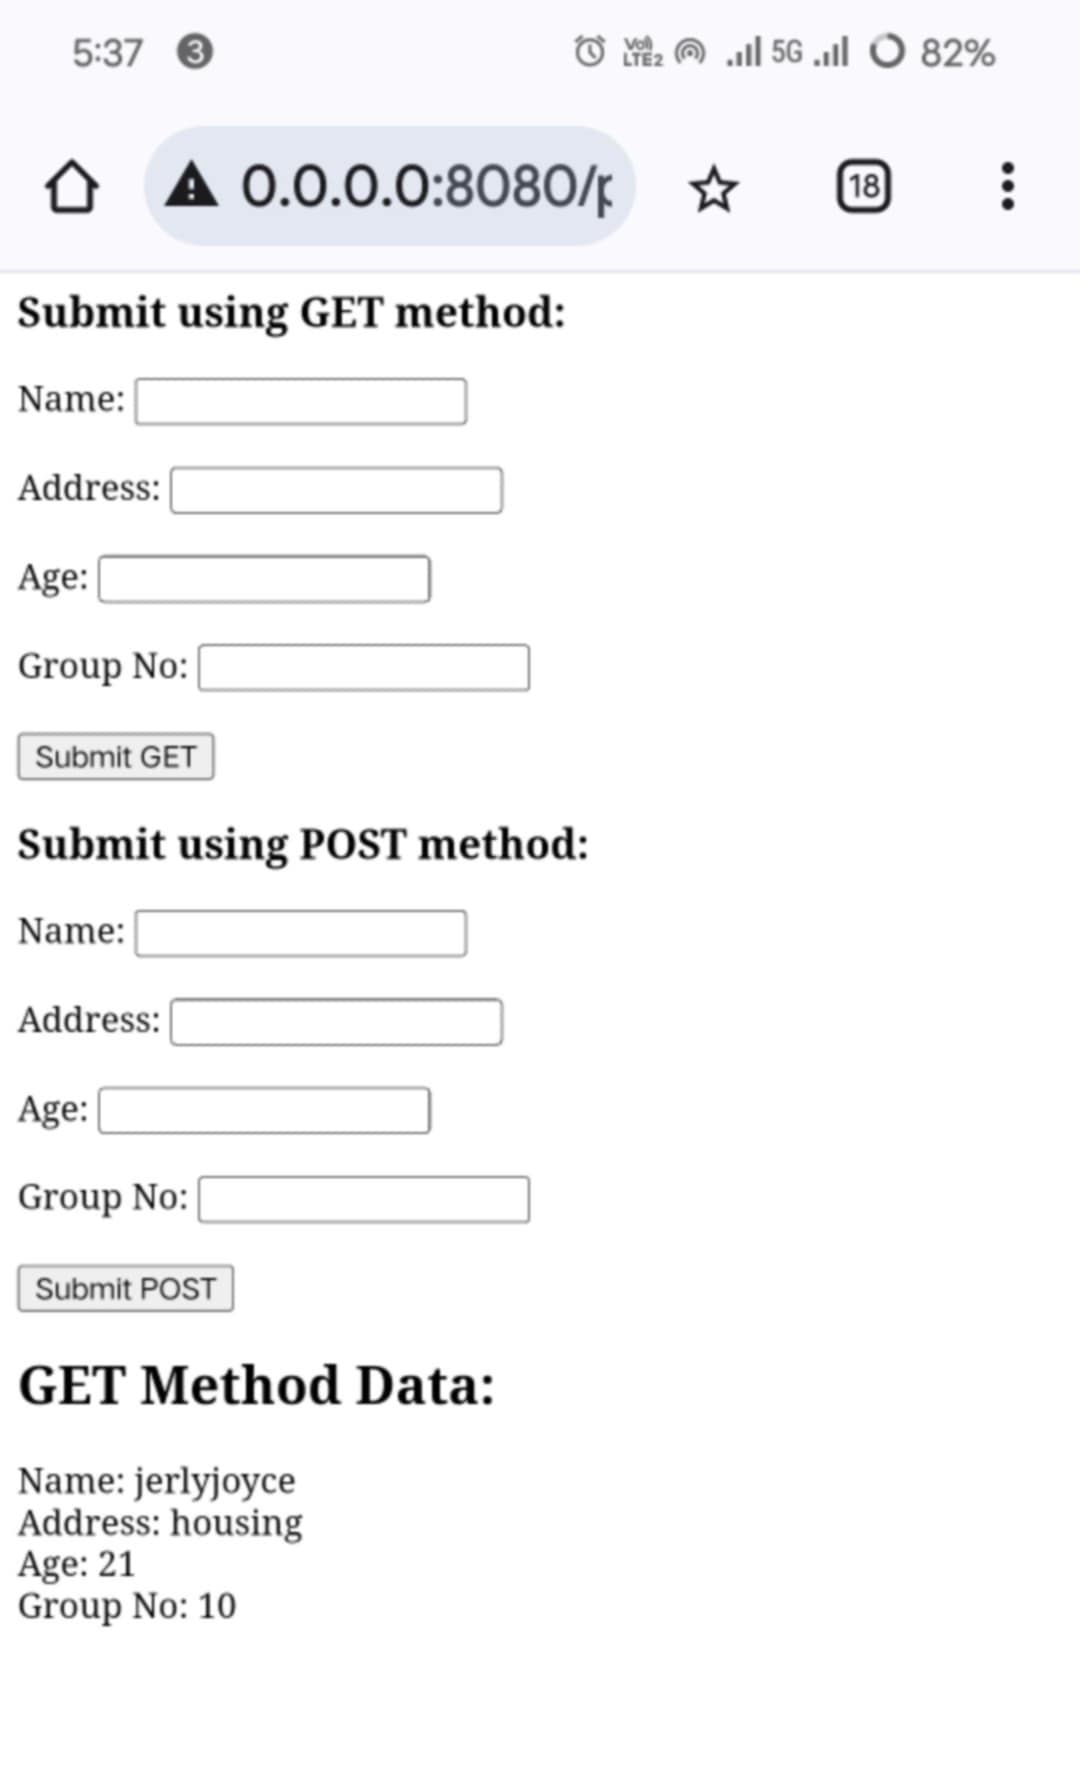 5:37 3 Vo)) LTE2 5G 82%
0.0.0.0:8080/p 18
Submit using GET method:
Name:
Address:
Age:
Group No:
Submit GET
Submit using POST method:
Name:
Address:
Age:
Group No:
Submit POST
GET Method Data:
Name: jerlyjoyce
Address: housing
Age: 21
Group No: 10